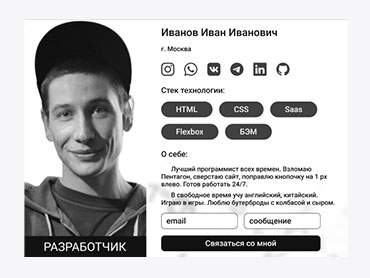 Иванов Иван Иванович
г. Москва
Стек технологии:
HTML CSS Saas
Flexbox БЭМ
О себе:
Лучший программист всех времен. Взломаю
Пентагон, сверстаю сайт, поправлю кнопочку на 1 px
влево. Готов работать 24/7.
В свободное время учу английский, китайский.
Играю в игры. Люблю бутерброды с колбасой и сыром.
email сообщение
Связаться со мной
РАЗРАБОТЧИК